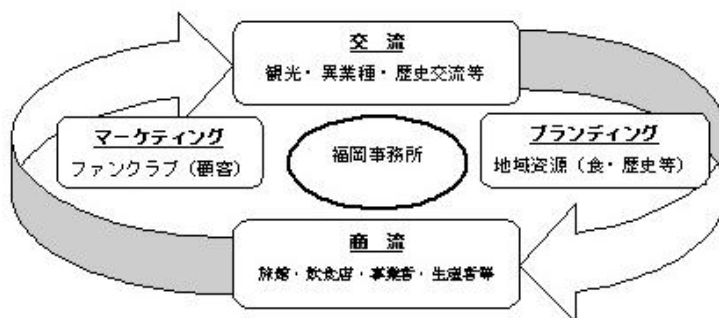 交 流
観光・異業種・歴史交流等
マーケティング
ファンクラブ（顧客）
福岡事務所
ブランディング
地域資源（食・歴史等）
商 流
旅館・飲食店・事業者・生産者等